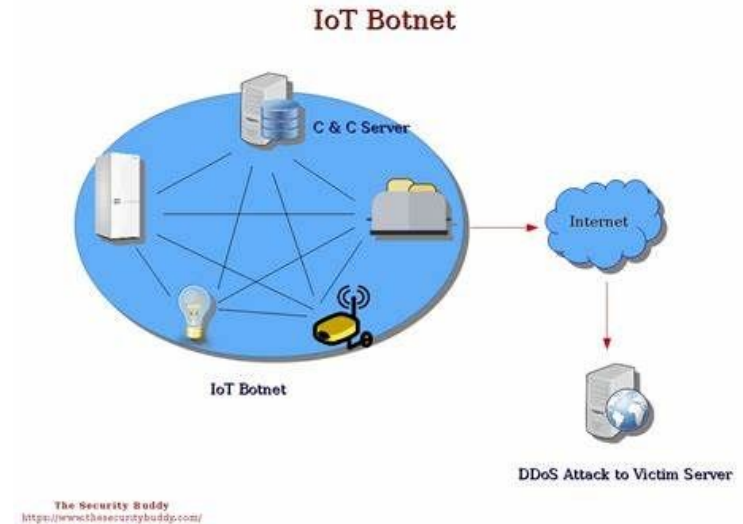 IoT Botnet
C & C Server
Internet
IoT Botnet
DDoS Attack to Victim Server
The Security Buddy
https://www.thesecuritybuddy.com/